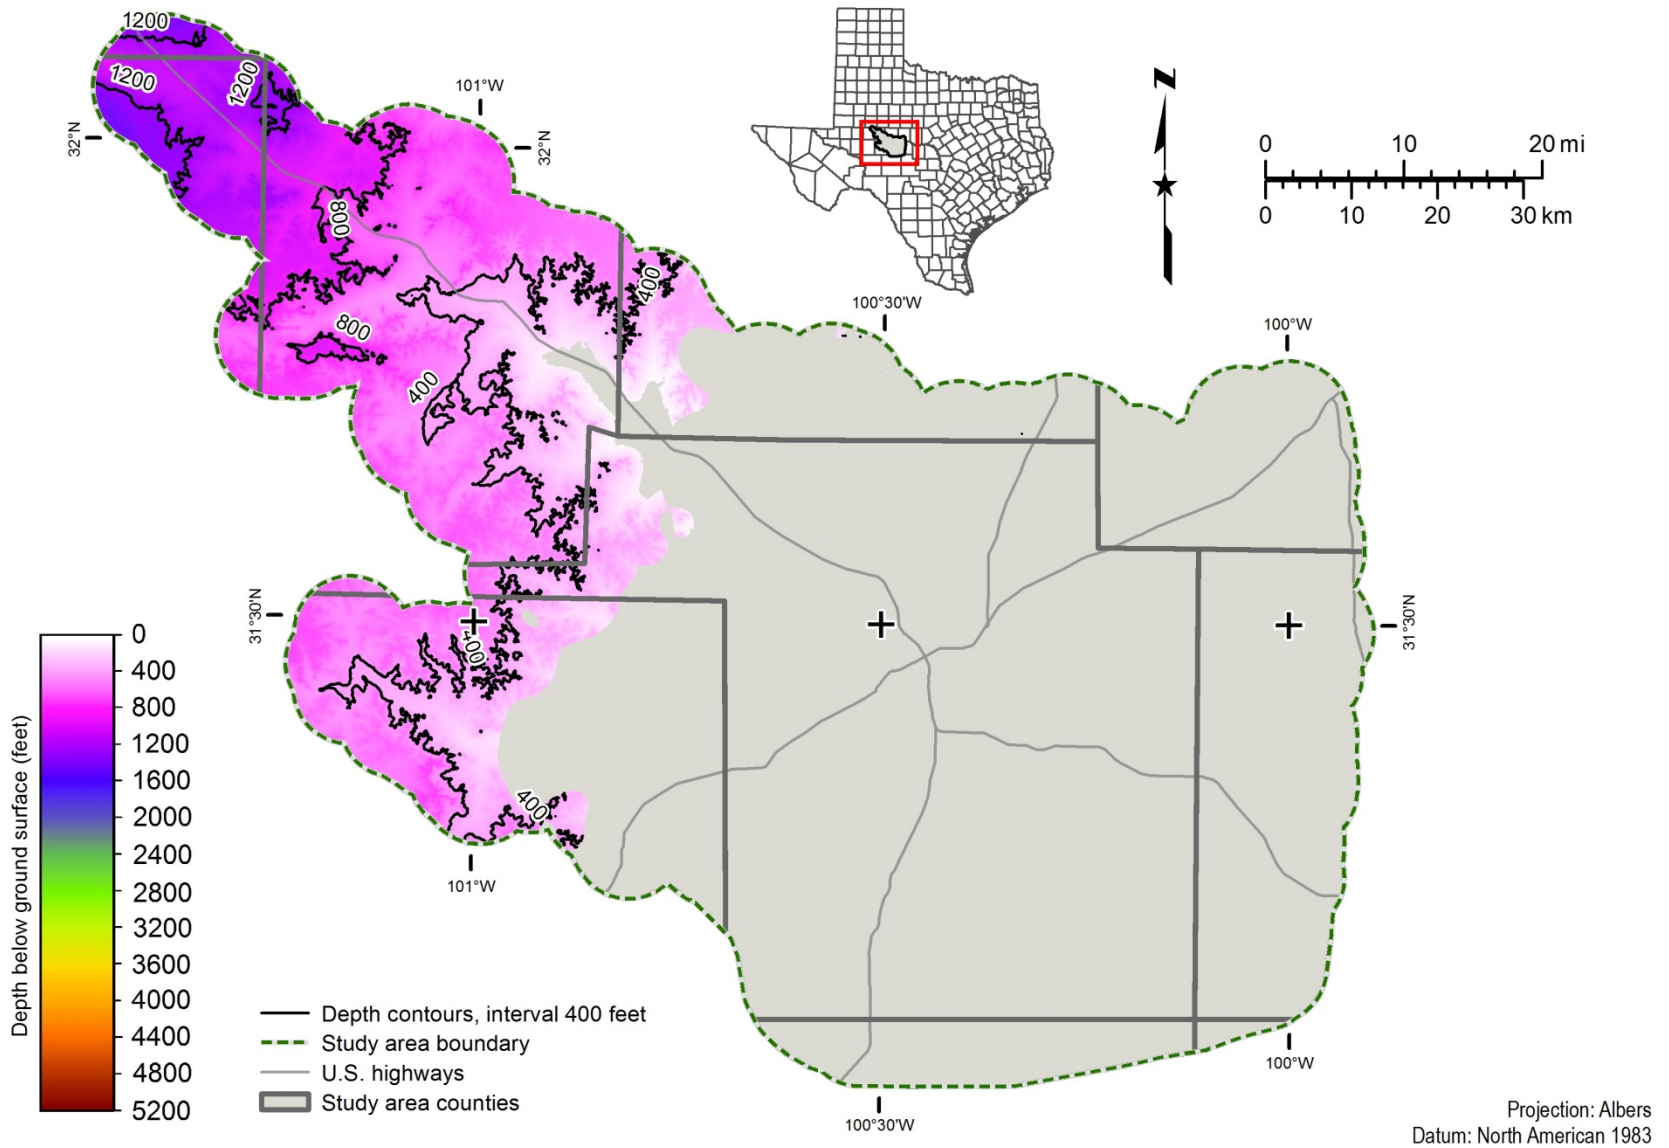 1200
1200
1200
101°W
32°N
32°N
800
800
400
400
N
0 10 20 mi
0 10 20 30 km
100°30'W
100°W
31°30'N
31°30'N
400
400
101°W
100°W
100°30'W
Depth below ground surface (feet)
0
400
800
1200
1600
2000
2400
2800
3200
3600
4000
4400
4800
5200
Depth contours, interval 400 feet
Study area boundary
U.S. highways
Study area counties
Projection: Albers
Datum: North American 1983